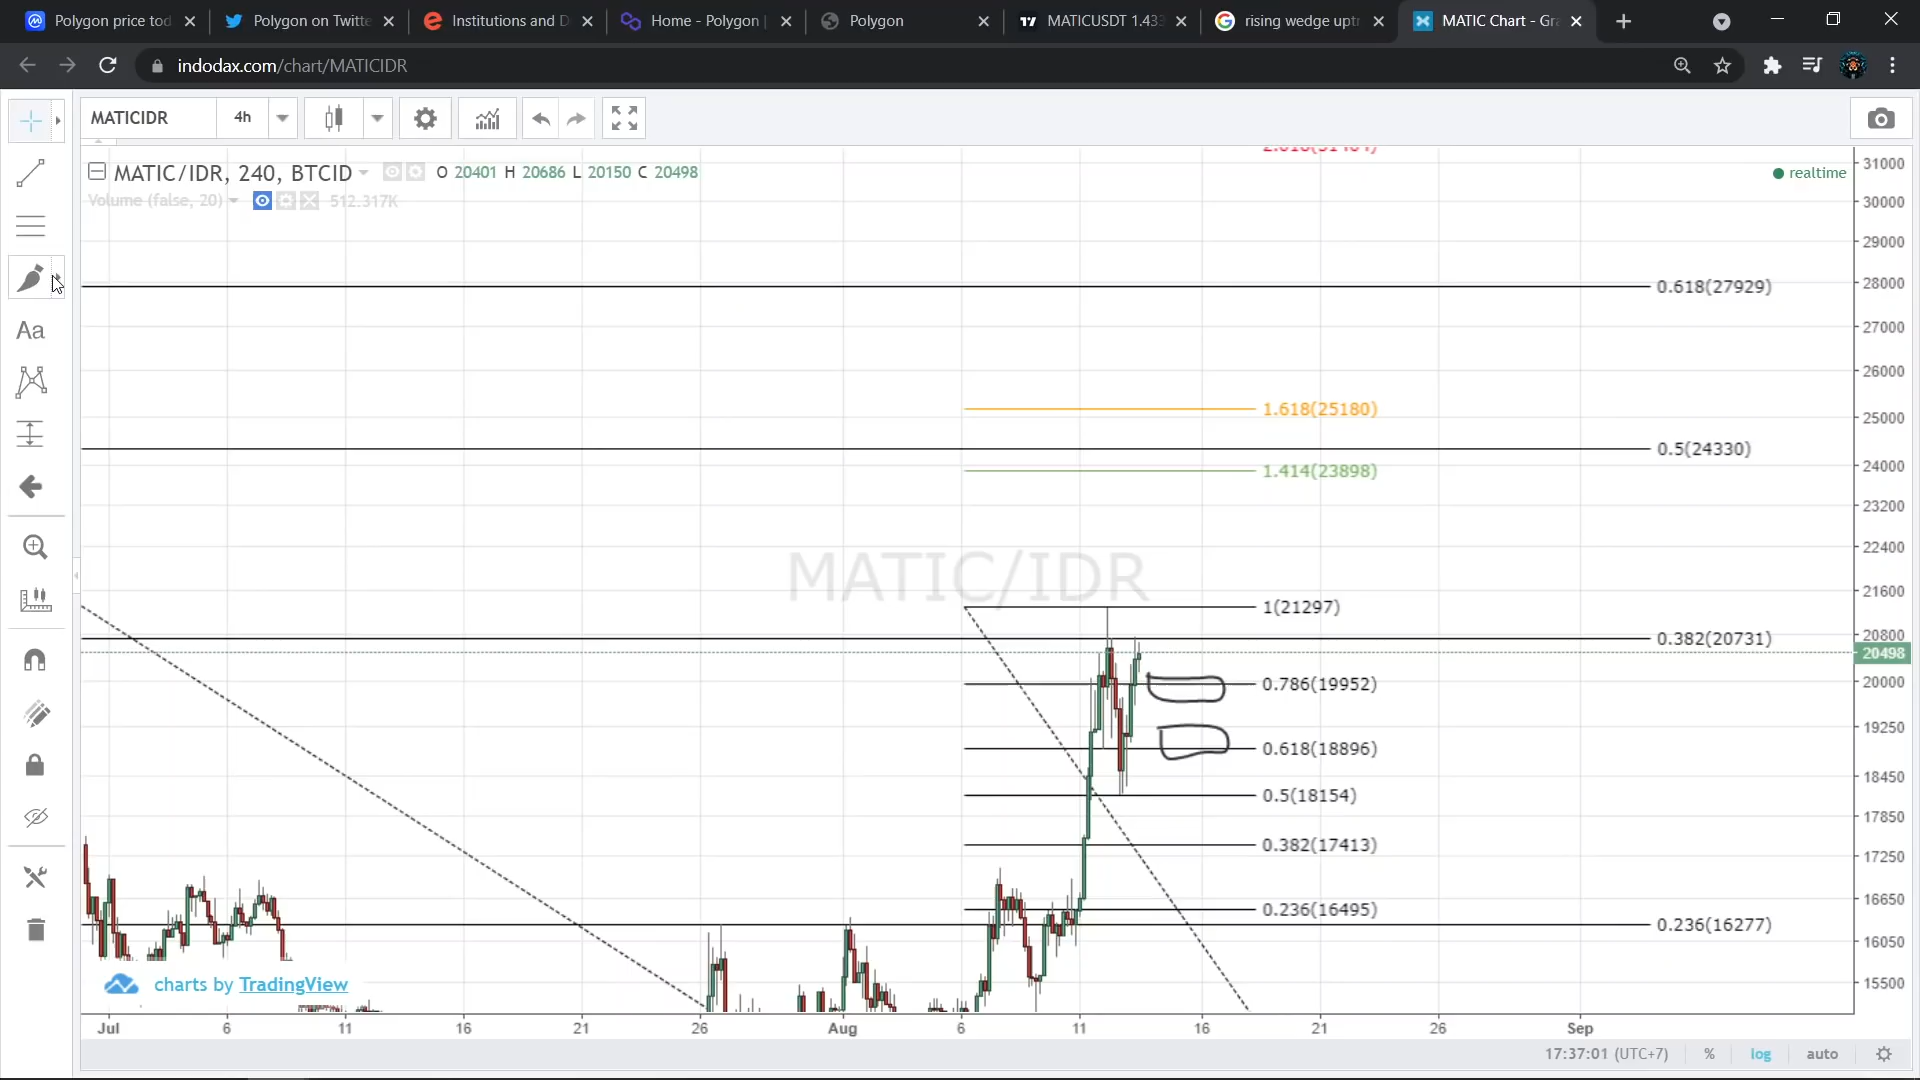 Polygon price tod
Polygon on Twitte
Institutions and D
Home - Polygon |
Polygon
MATICUSDT 1.433
rising wedge uptr
MATIC Chart - Gra
indodax.com/chart/MATICIDR
MATICIDR 4h
MATIC/IDR, 240, BTCID O 20401 H 20686 L 20150 C 20498
realtime
Volume (false, 20) 512.317K
Aa
MATIC/IDR
0.618(27929)
1.618(25180)
0.5(24330)
1.414(23898)
1(21297)
0.382(20731)
0.786(19952)
0.618(18896)
0.5(18154)
0.382(17413)
0.236(16495)
0.236(16277)
31000
30000
29000
28000
27000
26000
25000
24000
23200
22400
21600
20800
20498
20000
19250
18450
17850
17250
16650
16050
15500
charts by TradingView
Jul 6 11 16 21 26 Aug 6 11 16 21 26 Sep
17:37:01 (UTC+7) % log auto